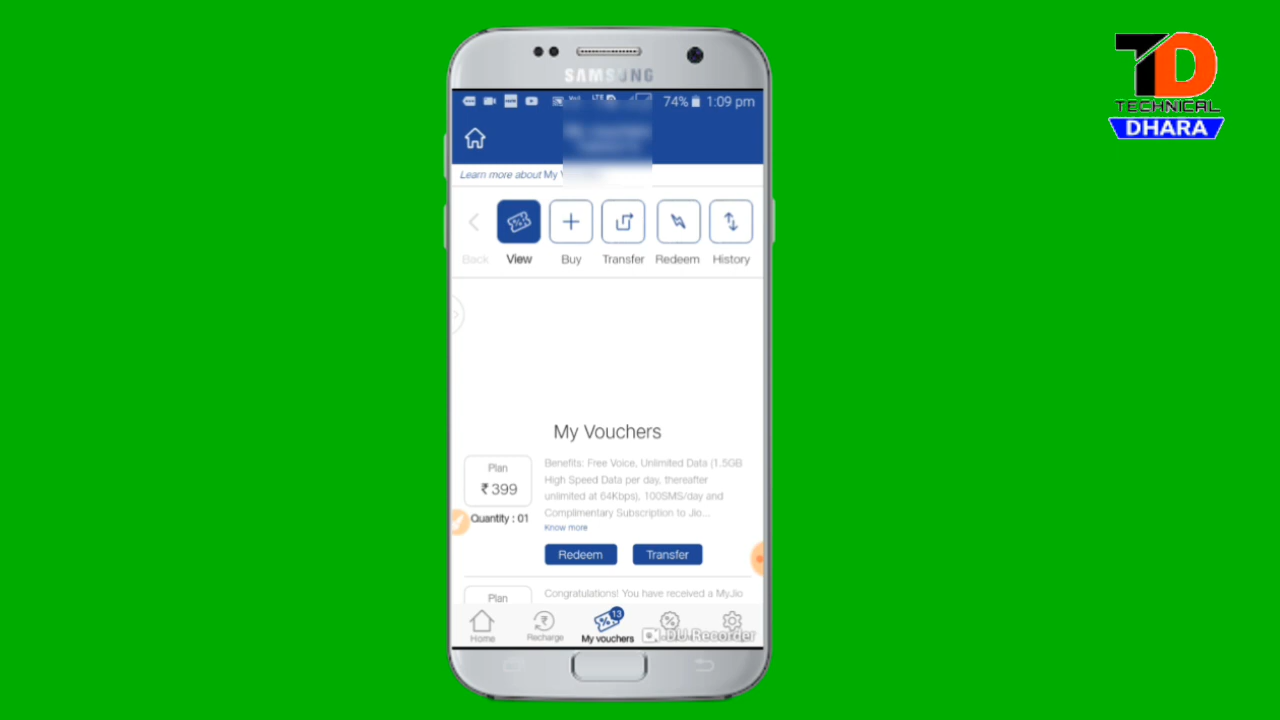 TD
TECHNICAL
DHARA
SAMSUNG
74% 1:09 pm
Learn more about My
Back
View
Buy
Transfer
Redeem
History
My Vouchers
Plan
₹ 399
Quantity : 01
Benefits: Free Voice, Unlimited Data (1.5GB
High Speed Data per day, thereafter
unlimited at 64Kbps), 100SMS/day and
Complimentary Subscription to Jio...
Know more
Redeem
Transfer
Plan
Congratulations! You have received a MyJio
Home
Recharge
13
My vouchers
DU Recorder